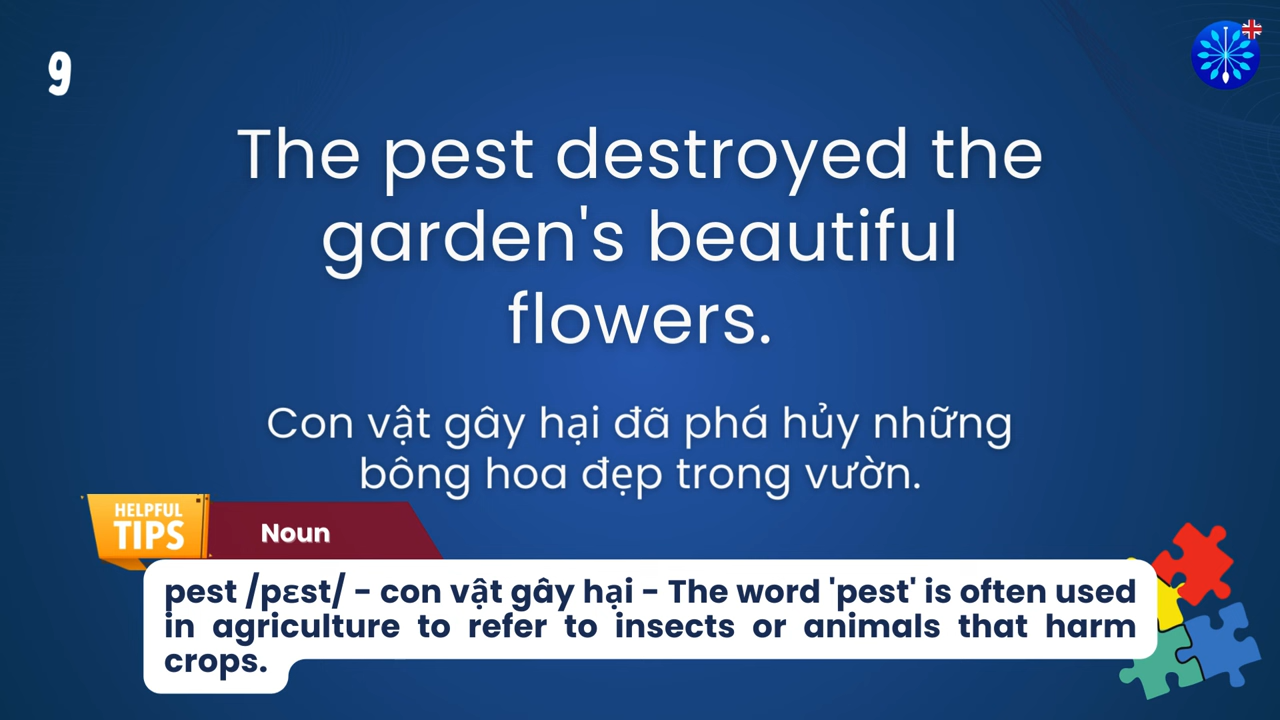 9
The pest destroyed the
garden's beautiful
flowers.
Con vật gây hại đã phá hủy những
bông hoa đẹp trong vườn.
HELPFUL
TIPS
Noun
pest /pɛst/ - con vật gây hại - The word 'pest' is often used
in agriculture to refer to insects or animals that harm
crops.